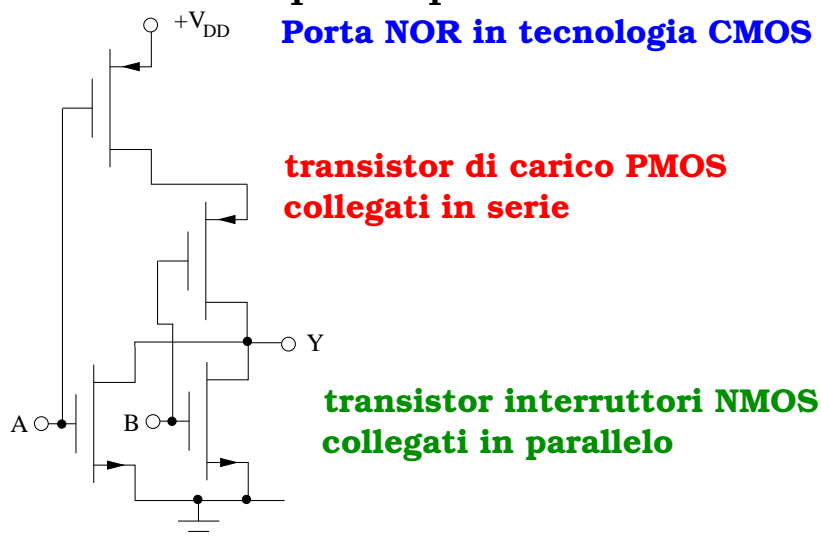 +V_DD
Porta NOR in tecnologia CMOS
transistor di carico PMOS
collegati in serie
Y
A
B
transistor interruttori NMOS
collegati in parallelo